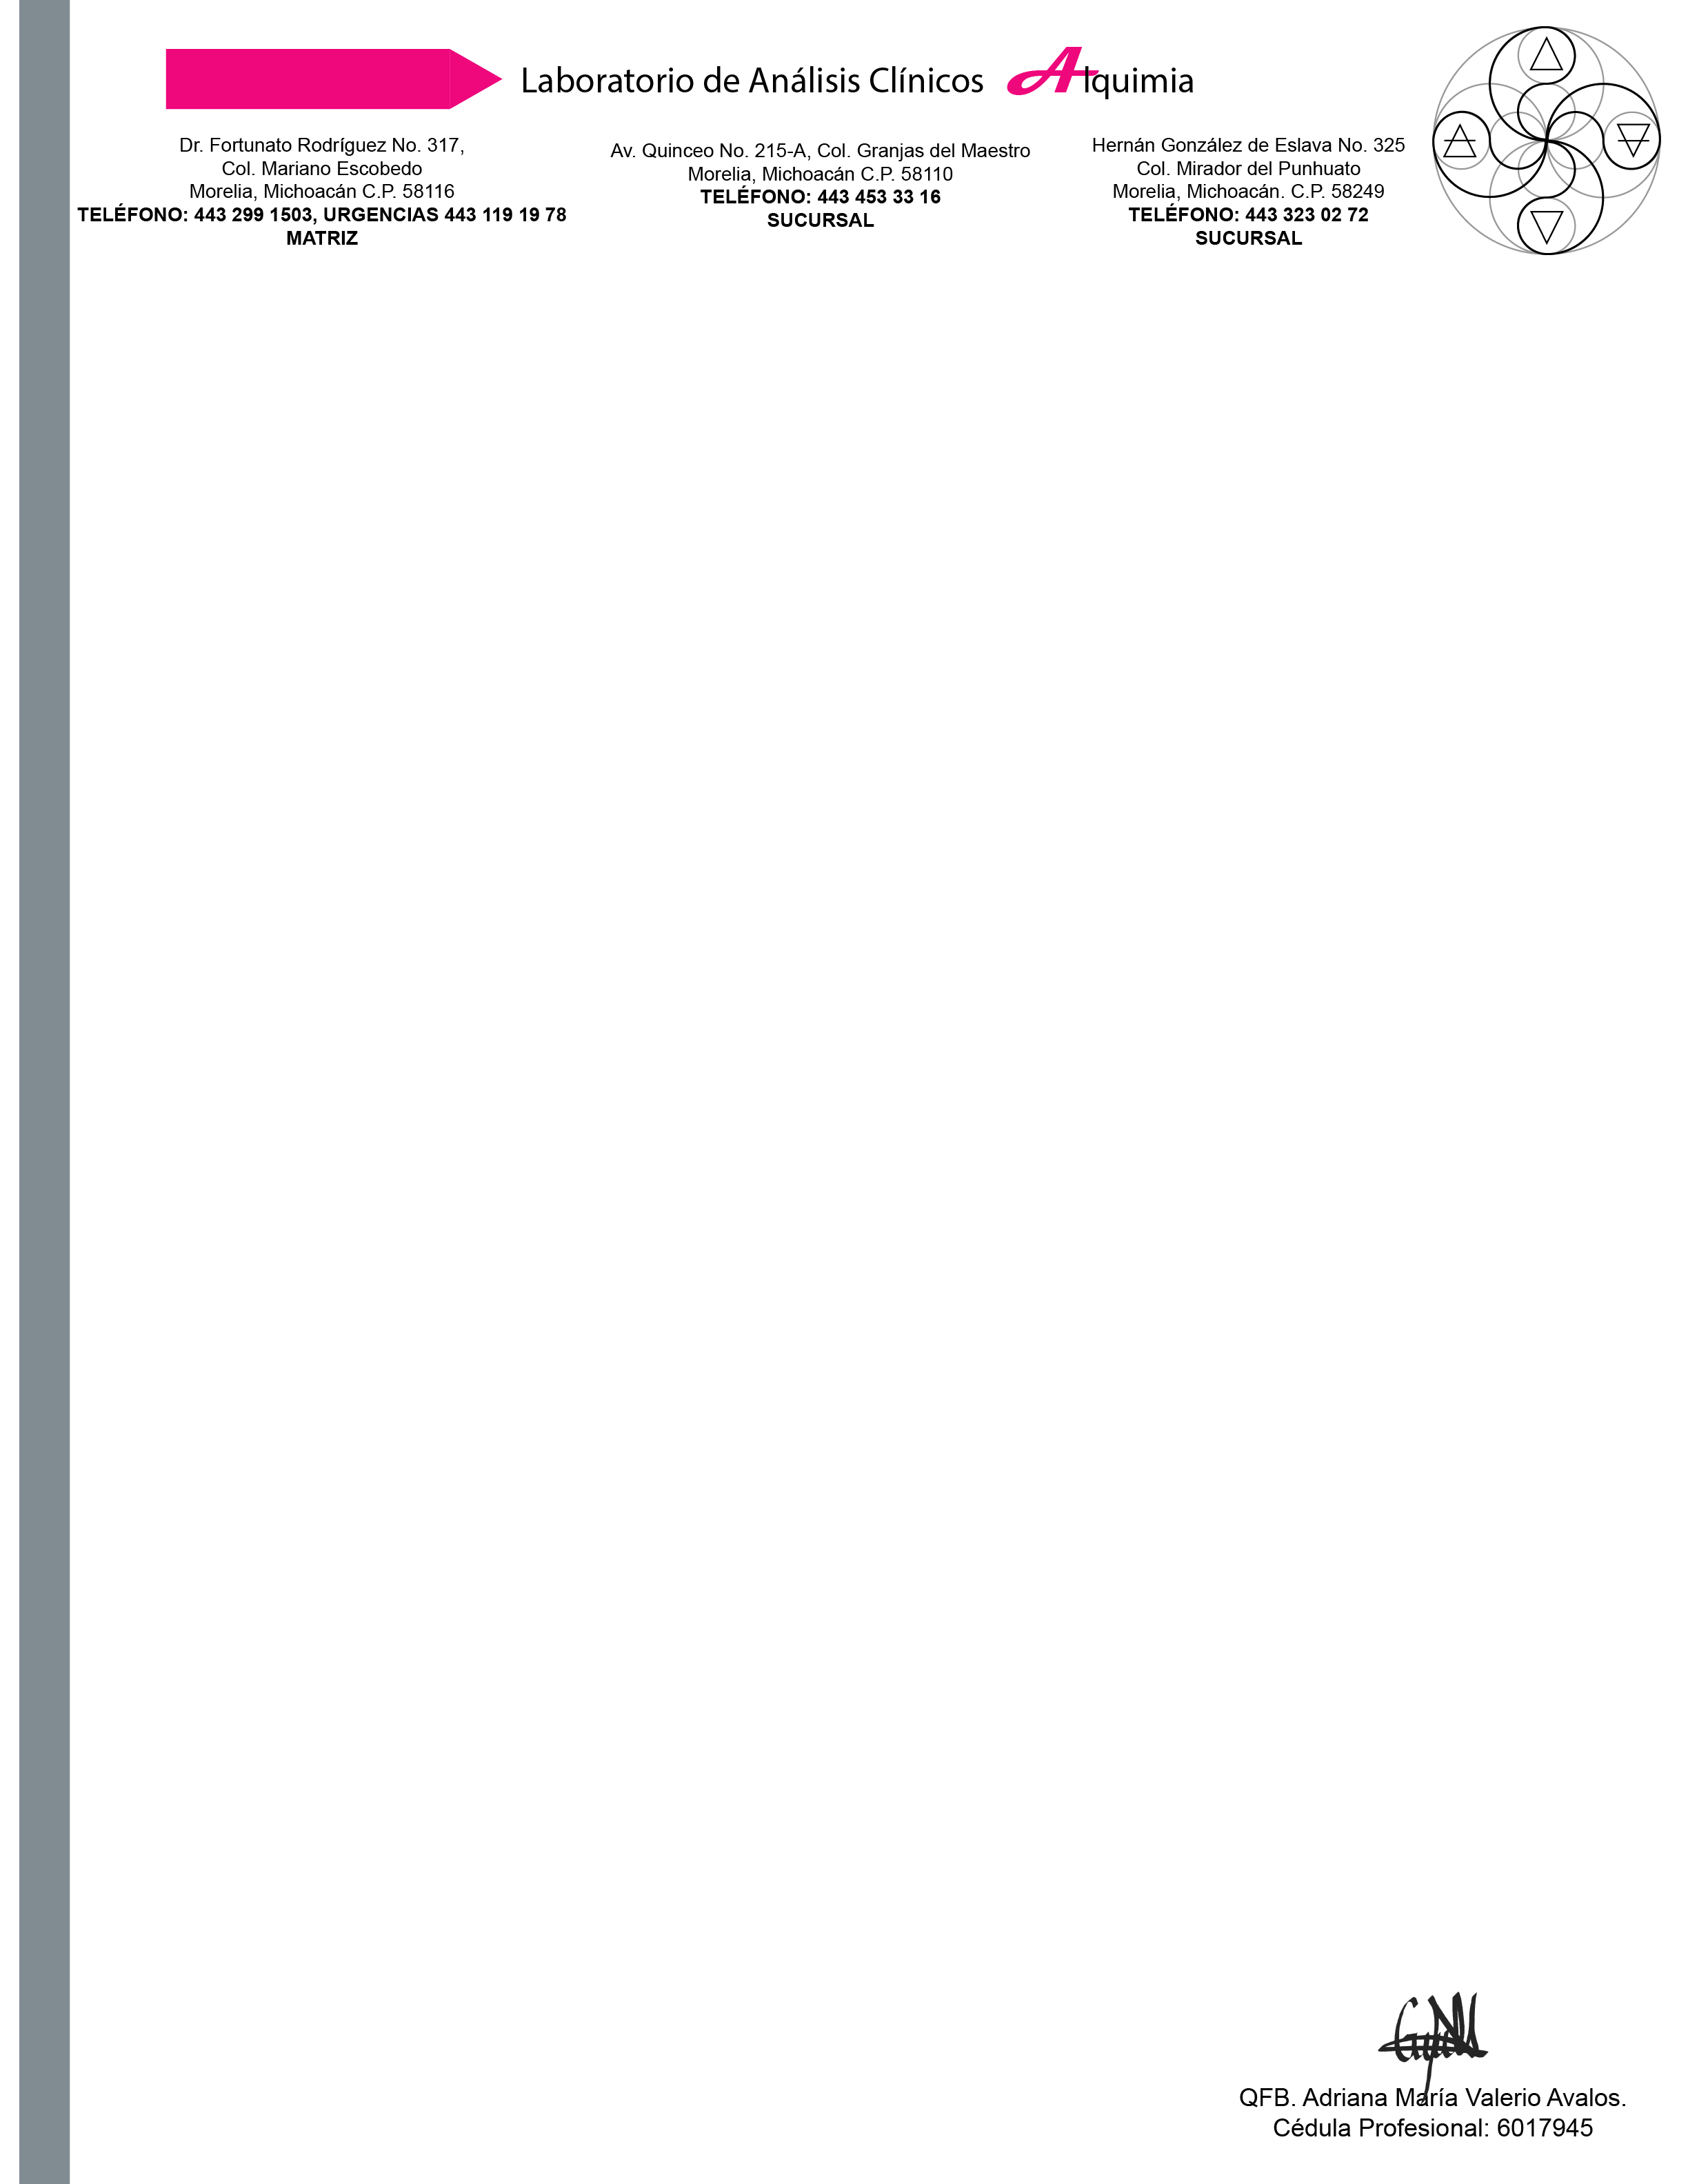 Laboratorio de Análisis Clínicos Alquimia
Dr. Fortunato Rodríguez No. 317,
Col. Mariano Escobedo
Morelia, Michoacán C.P. 58116
TELÉFONO: 443 299 1503, URGENCIAS 443 119 19 78
MATRIZ
Av. Quinceo No. 215-A, Col. Granjas del Maestro
Morelia, Michoacán C.P. 58110
TELÉFONO: 443 453 33 16
SUCURSAL
Hernán González de Eslava No. 325
Col. Mirador del Punhuato
Morelia, Michoacán. C.P. 58249
TELÉFONO: 443 323 02 72
SUCURSAL
QFB. Adriana María Valerio Avalos.
Cédula Profesional: 6017945